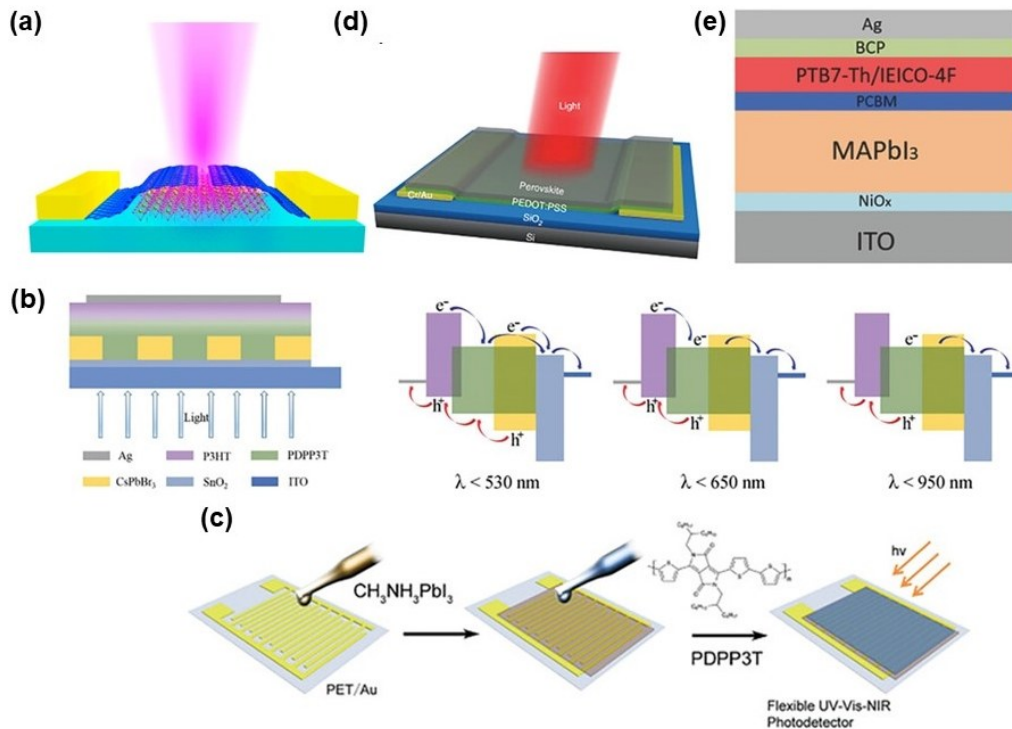 (a)
(d)
Light
Perovskite
Cr/Au
PEDOT:PSS
SiO₂
Si
(e)
Ag
BCP
PTB7-Th/IEICO-4F
PCBM
MAPbI₃
NiOx
ITO
(b)
Light
Ag
P3HT
PDPP3T
CsPbBr₃
SnO₂
ITO
e⁻
e⁻
h⁺
h⁺
λ < 530 nm
e⁻
e⁻
h⁺
h⁺
λ < 650 nm
e⁻
h⁺
h⁺
λ < 950 nm
(c)
PET/Au
CH₃NH₃PbI₃
PDPP3T
hv
Flexible UV-Vis-NIR
Photodetector